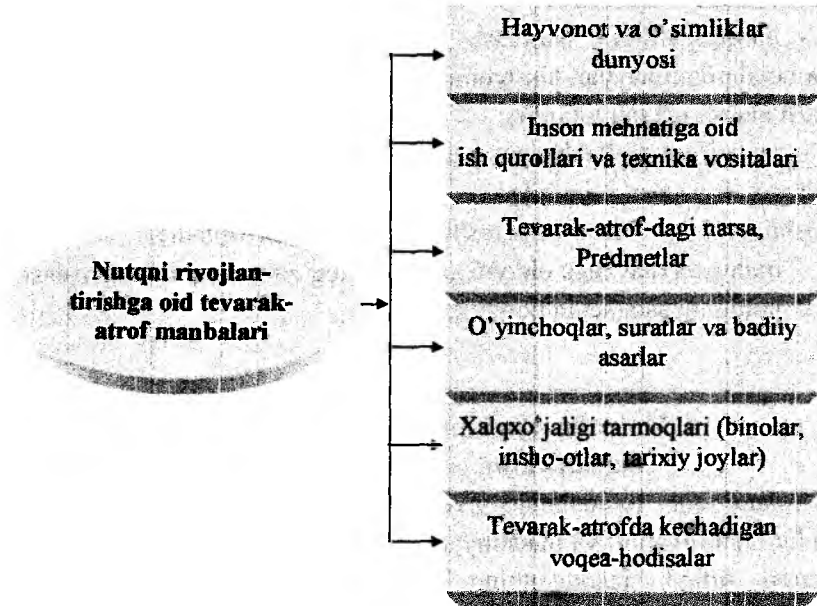 Hayvonot va o'simliklar
dunyosi
Inson mehnatiga oid
ish qurollari va texnika vositalari
Nutqni rivojlan-
tirishga oid tevarak-
atrof manbalari
Tevarak-atrof-dagi narsa,
Predmetlar
O'yinchoqlar, suratlar va badiiy
asarlar
Xalqxo'jaligi tarmoqlari (binolar,
insho-otlar, tarixiy joylar)
Tevarak-atrofda kechadigan
voqea-hodisalar